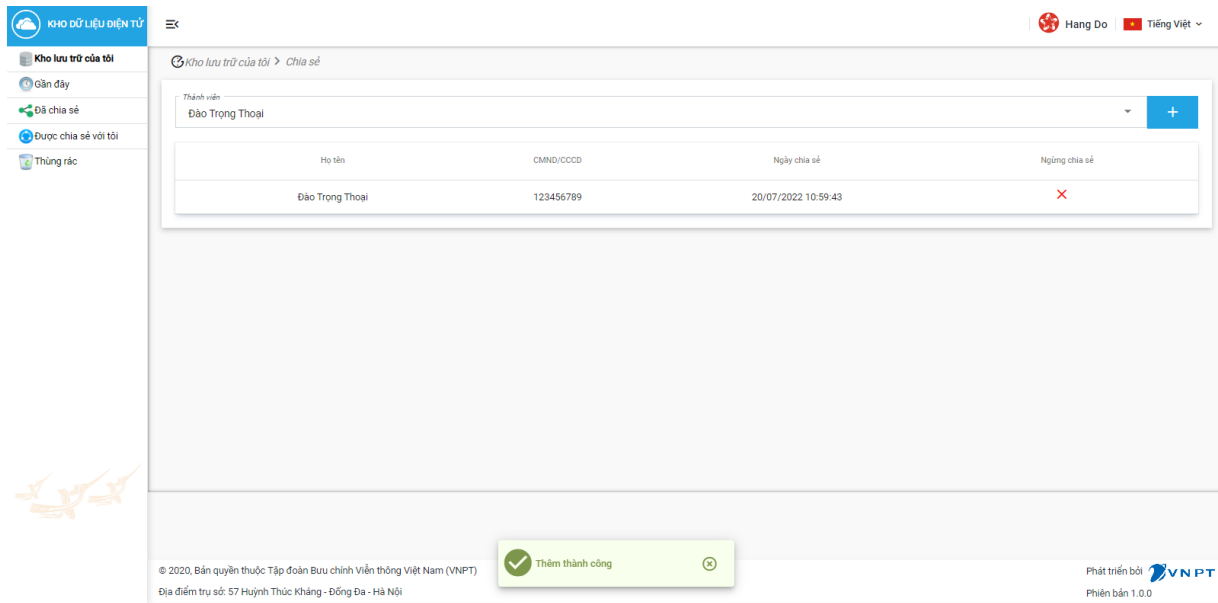 KHO DỮ LIỆU ĐIỆN TỬ
Hang Do
Tiếng Việt
Kho lưu trữ của tôi
Gần đây
Đã chia sẻ
Được chia sẻ với tôi
Thùng rác
Kho lưu trữ của tôi > Chia sẻ
Thành viên
Đào Trọng Thoại
+
Họ tên CMND/CCCD Ngày chia sẻ Ngừng chia sẻ
Đào Trọng Thoại 123456789 20/07/2022 10:59:43
Thêm thành công
© 2020, Bản quyền thuộc Tập đoàn Bưu chính Viễn thông Việt Nam (VNPT)
Địa điểm trụ sở: 57 Huỳnh Thúc Kháng - Đống Đa - Hà Nội
Phát triển bởi VNPT
Phiên bản 1.0.0